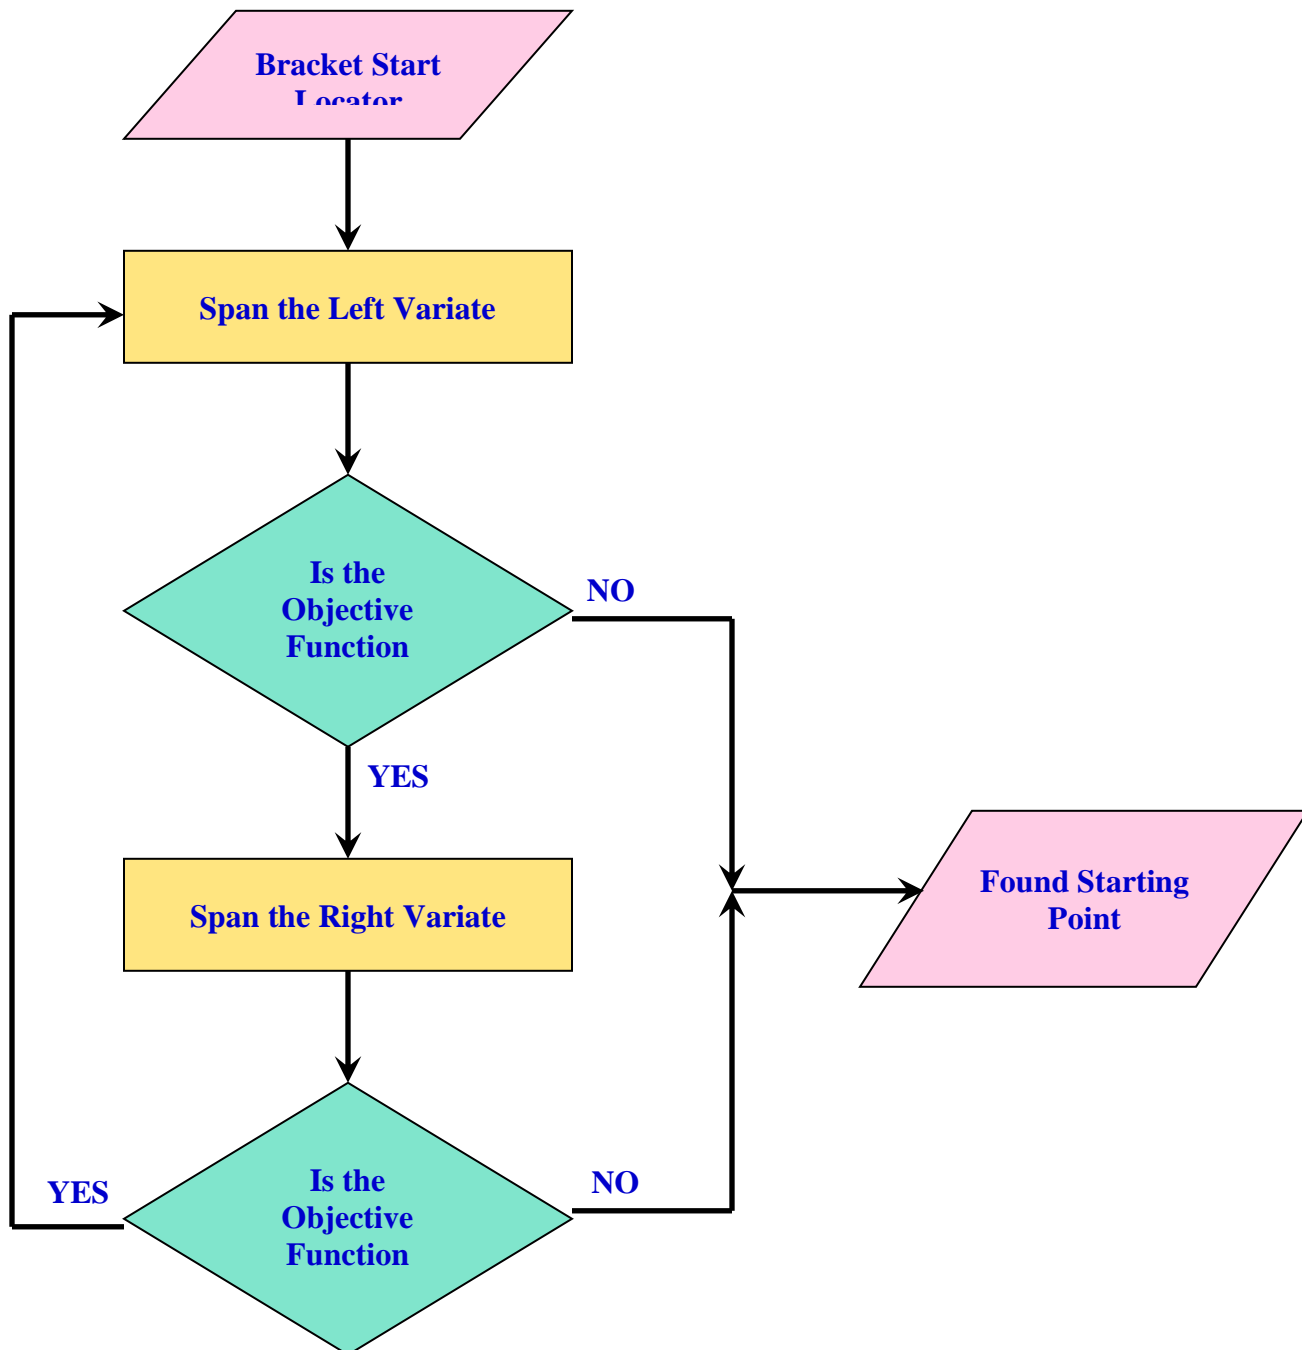 Bracket Start
Locator
Span the Left Variate
Is the
Objective
Function
NO
YES
Span the Right Variate
Found Starting
Point
Is the
Objective
Function
YES
NO